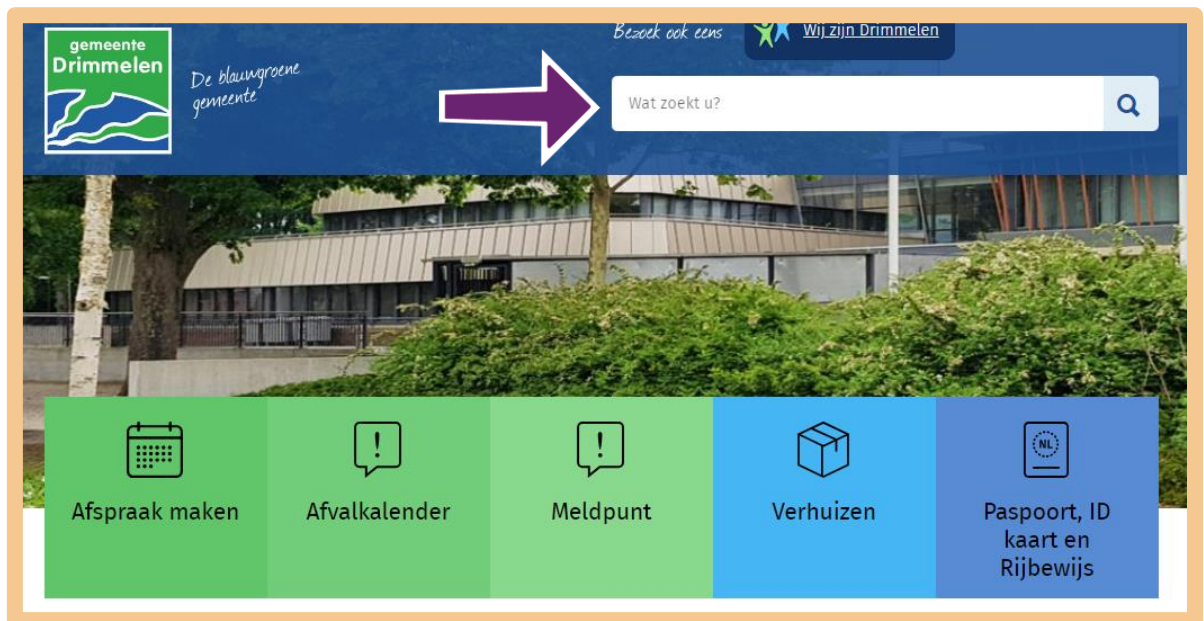 gemeente
Drimmelen
De blauwgroene
gemeente
Bezoek ook eens
Wij zijn Drimmelen
Wat zoekt u?
Afspraak maken
Afvalkalender
Meldpunt
Verhuizen
NL
Paspoort, ID
kaart en
Rijbewijs